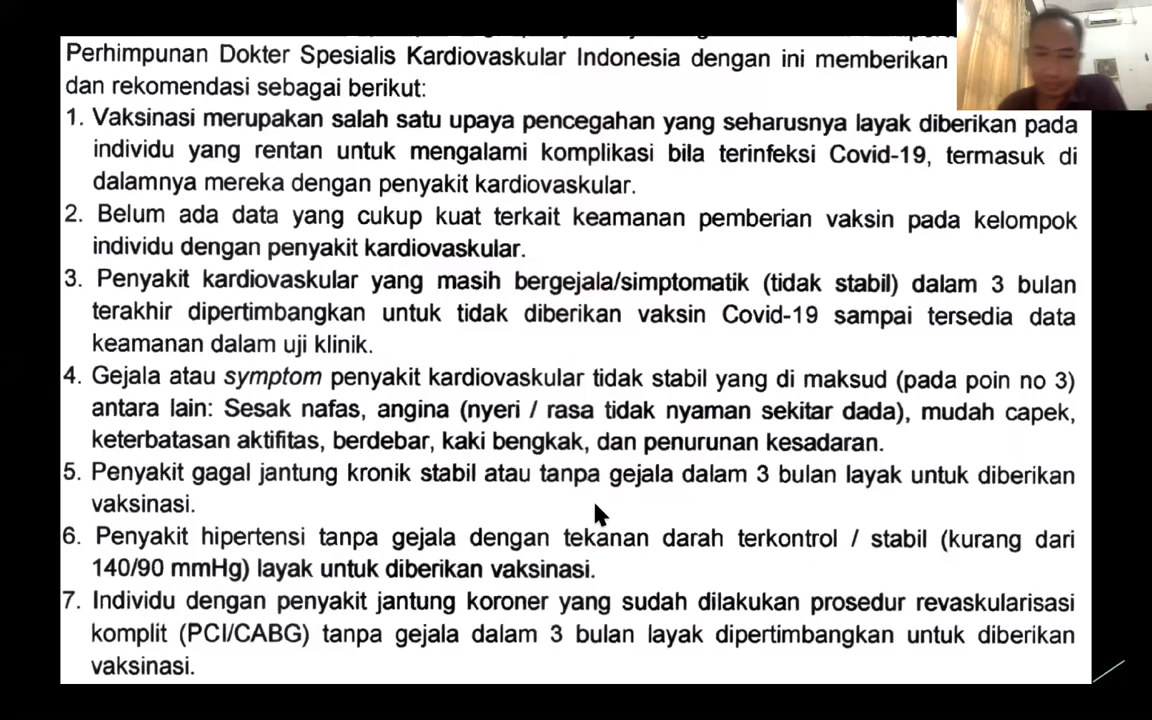 Perhimpunan Dokter Spesialis Kardiovaskular Indonesia dengan ini memberikan
dan rekomendasi sebagai berikut:
1. Vaksinasi merupakan salah satu upaya pencegahan yang seharusnya layak diberikan pada
individu yang rentan untuk mengalami komplikasi bila terinfeksi Covid-19, termasuk di
dalamnya mereka dengan penyakit kardiovaskular.
2. Belum ada data yang cukup kuat terkait keamanan pemberian vaksin pada kelompok
individu dengan penyakit kardiovaskular.
3. Penyakit kardiovaskular yang masih bergejala/simptomatik (tidak stabil) dalam 3 bulan
terakhir dipertimbangkan untuk tidak diberikan vaksin Covid-19 sampai tersedia data
keamanan dalam uji klinik.
4. Gejala atau symptom penyakit kardiovaskular tidak stabil yang di maksud (pada poin no 3)
antara lain: Sesak nafas, angina (nyeri / rasa tidak nyaman sekitar dada), mudah capek,
keterbatasan aktifitas, berdebar, kaki bengkak, dan penurunan kesadaran.
5. Penyakit gagal jantung kronik stabil atau tanpa gejala dalam 3 bulan layak untuk diberikan
vaksinasi.
6. Penyakit hipertensi tanpa gejala dengan tekanan darah terkontrol / stabil (kurang dari
140/90 mmHg) layak untuk diberikan vaksinasi.
7. Individu dengan penyakit jantung koroner yang sudah dilakukan prosedur revaskularisasi
komplit (PCI/CABG) tanpa gejala dalam 3 bulan layak dipertimbangkan untuk diberikan
vaksinasi.